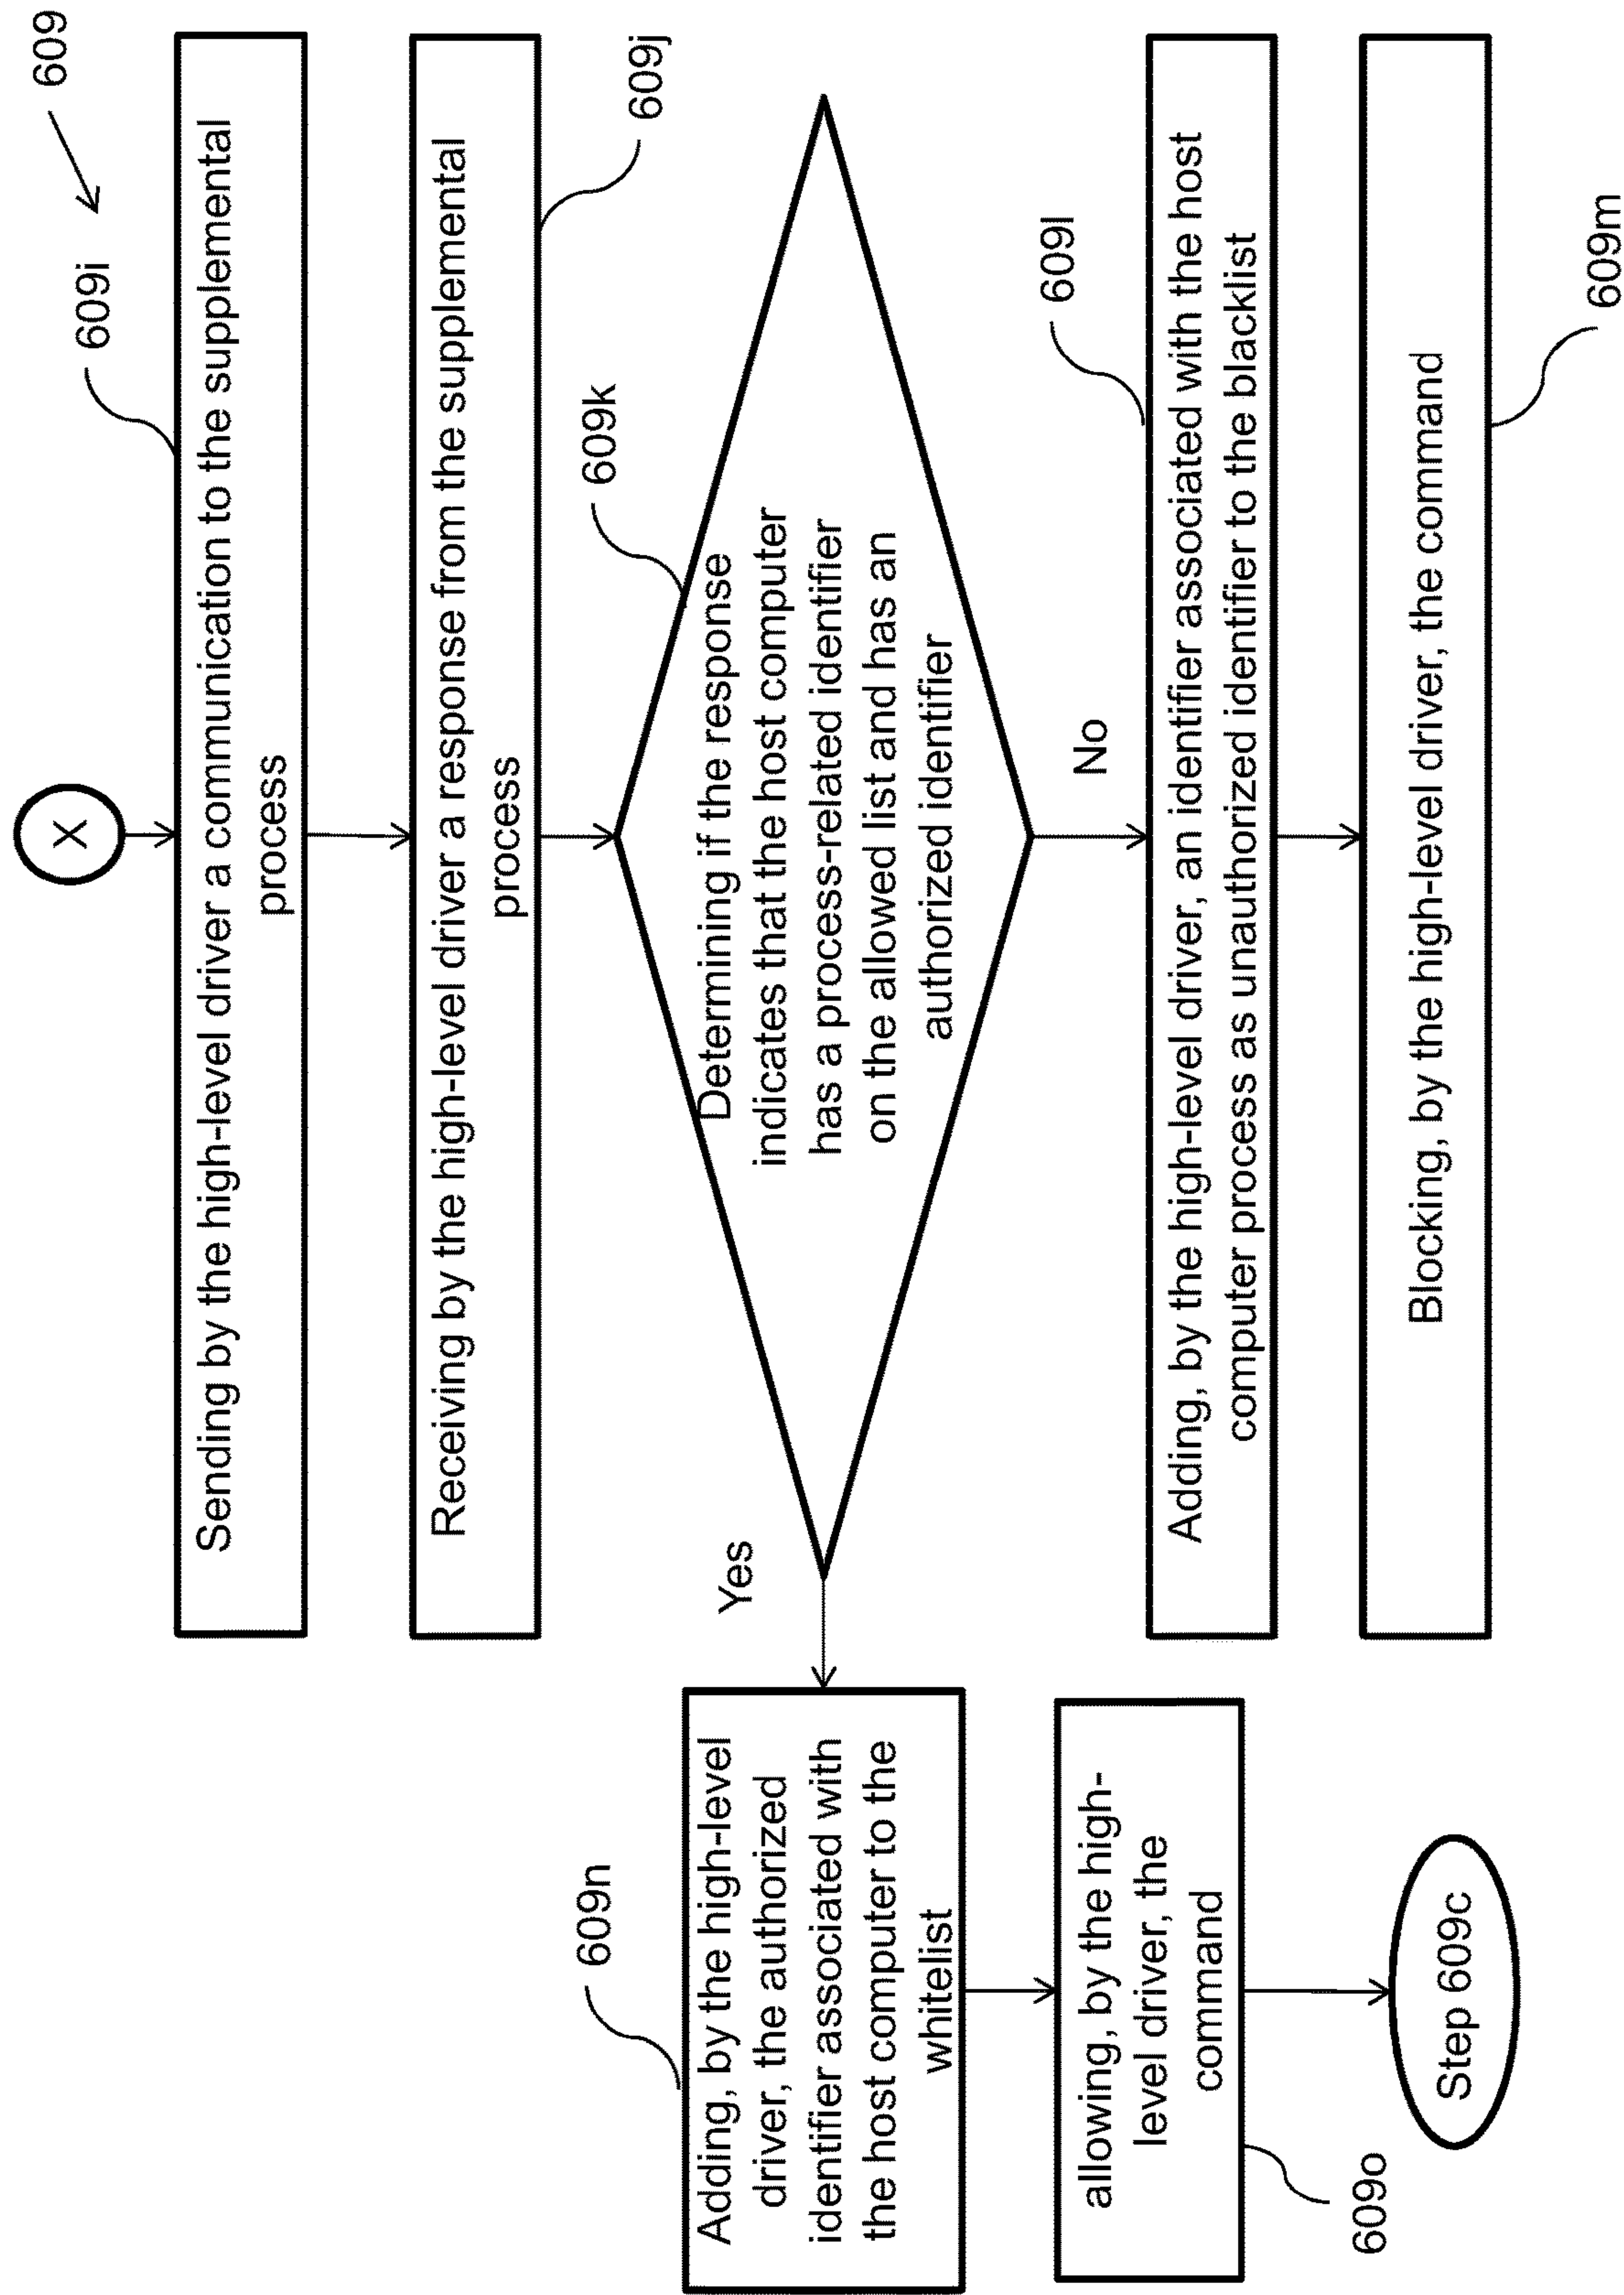 609
X
609i
Sending by the high-level driver a communication to the supplemental
process
609j
Receiving by the high-level driver a response from the supplemental
process
609k
Determining if the response
indicates that the host computer
has a process-related identifier
on the allowed list and has an
authorized identifier
Yes
No
609n
Adding, by the high-level
driver, the authorized
identifier associated with
the host computer to the
whitelist
609l
Adding, by the high-level driver, an identifier associated with the host
computer process as unauthorized identifier to the blacklist
allowing, by the high-
level driver, the
command
609o
Blocking, by the high-level driver, the command
609m
Step 609c